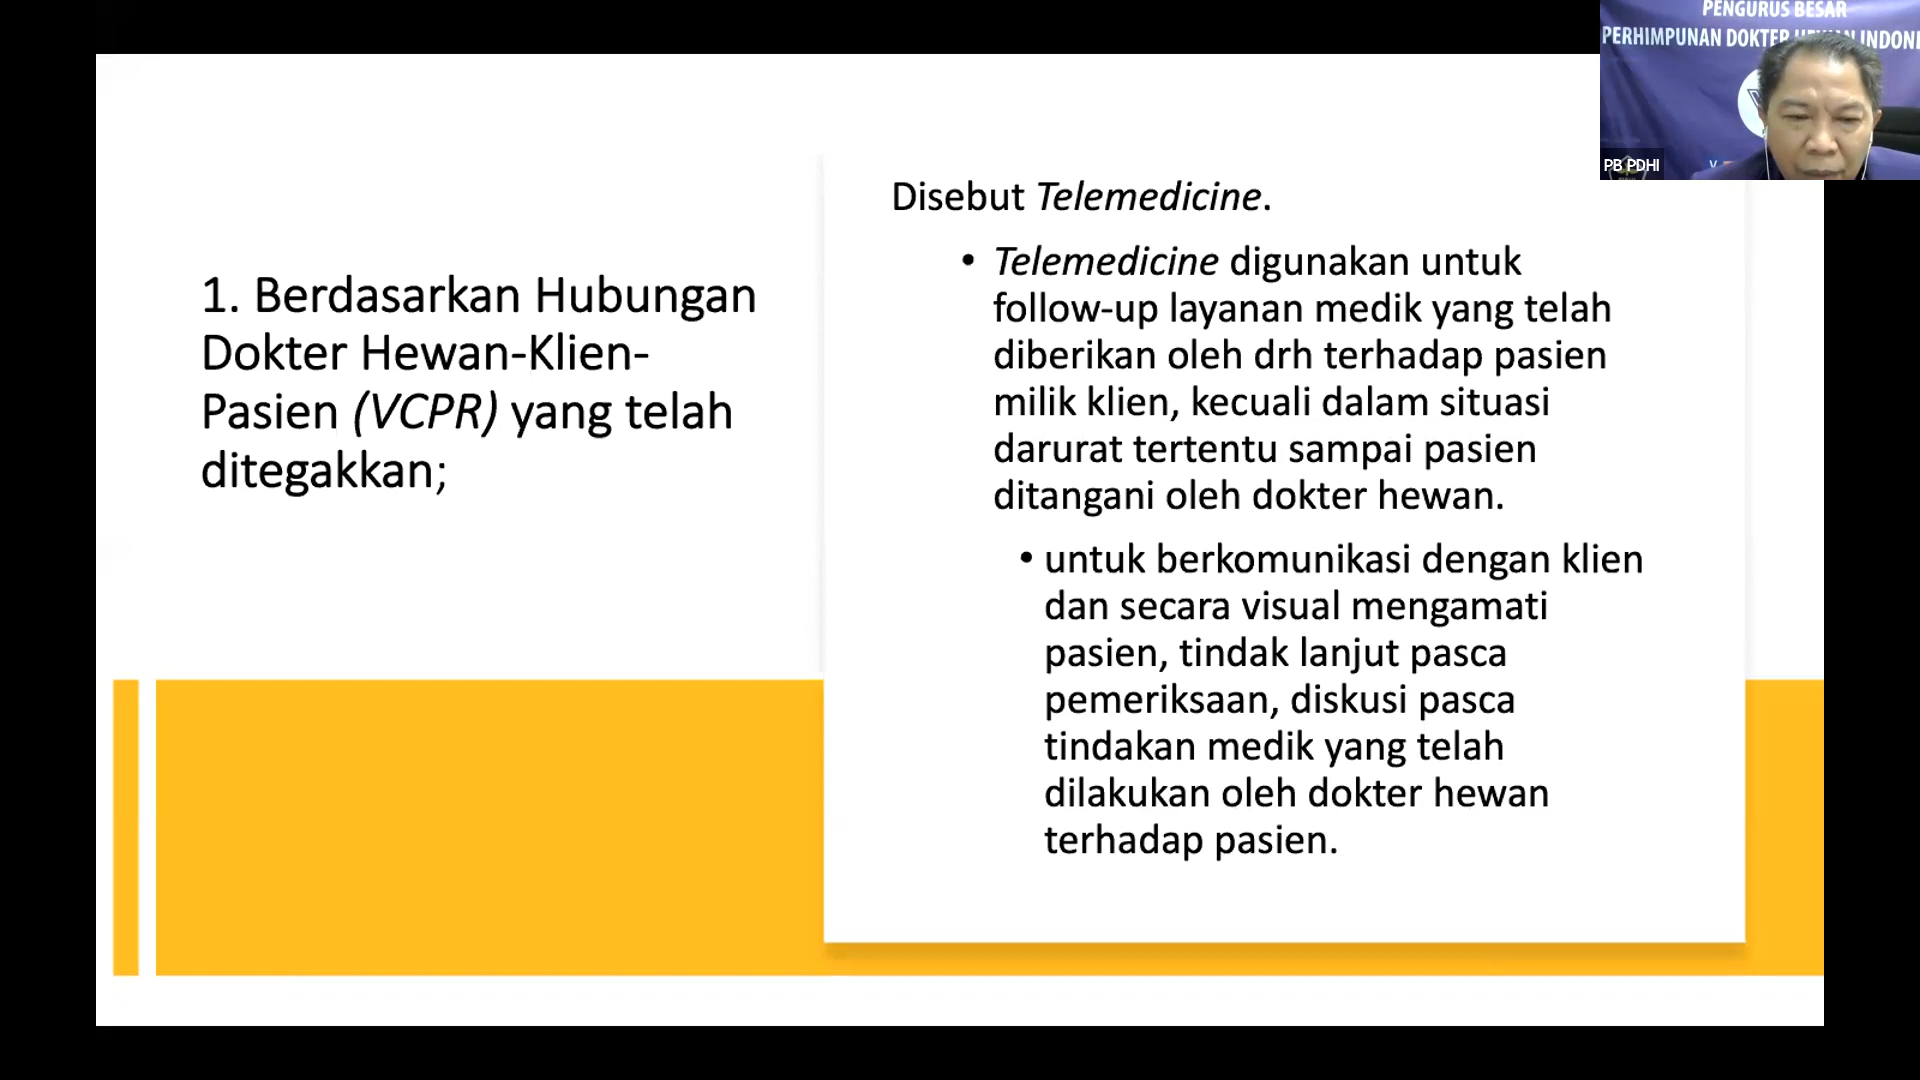 PENGURUS BESAR
PERHIMPUNAN DOKTER
PB PDHI
1. Berdasarkan Hubungan
Dokter Hewan-Klien-
Pasien (VCPR) yang telah
ditegakkan;
Disebut Telemedicine.
• Telemedicine digunakan untuk
follow-up layanan medik yang telah
diberikan oleh drh terhadap pasien
milik klien, kecuali dalam situasi
darurat tertentu sampai pasien
ditangani oleh dokter hewan.
• untuk berkomunikasi dengan klien
dan secara visual mengamati
pasien, tindak lanjut pasca
pemeriksaan, diskusi pasca
tindakan medik yang telah
dilakukan oleh dokter hewan
terhadap pasien.